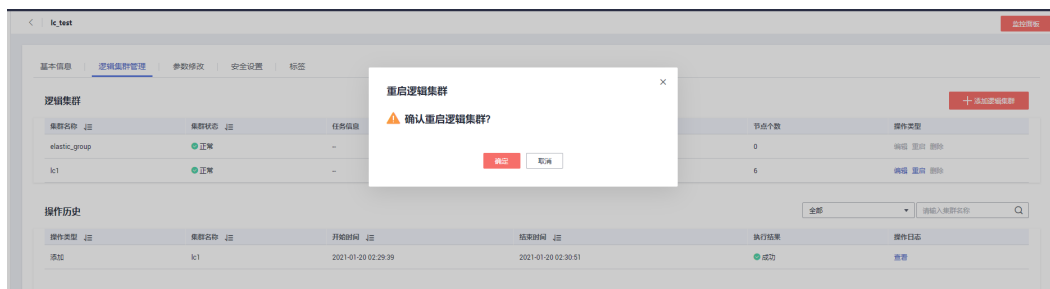 lc_test
监控面板
基本信息 逻辑集群管理 参数修改 安全设置 标签
重启逻辑集群
确认重启逻辑集群?
确定 取消
逻辑集群
添加逻辑集群
集群名称 集群状态 任务信息 节点个数 操作类型
elastic_group 正常 -- 0 编辑 重启 删除
lc1 正常 -- 6 编辑 重启 删除
操作历史
全部 请输入集群名称
操作类型 集群名称 开始时间 结束时间 执行结果 操作日志
添加 lc1 2021-01-20 02:29:39 2021-01-20 02:30:51 成功 查看